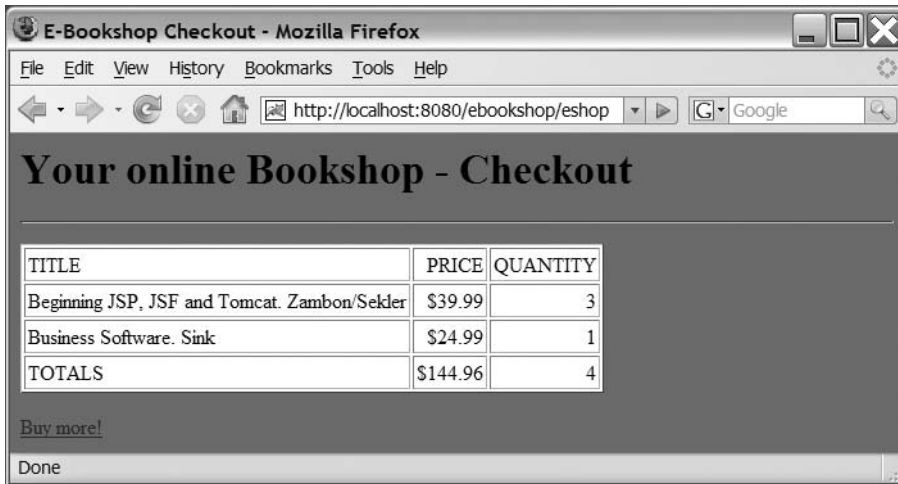 E-Bookshop Checkout - Mozilla Firefox
File Edit View History Bookmarks Tools Help
http://localhost:8080/ebookshop/eshop G Google
Your online Bookshop - Checkout
TITLE PRICE QUANTITY
Beginning JSP, JSF and Tomcat. Zambon/Sekler $39.99 3
Business Software. Sink $24.99 1
TOTALS $144.96 4
Buy more!
Done